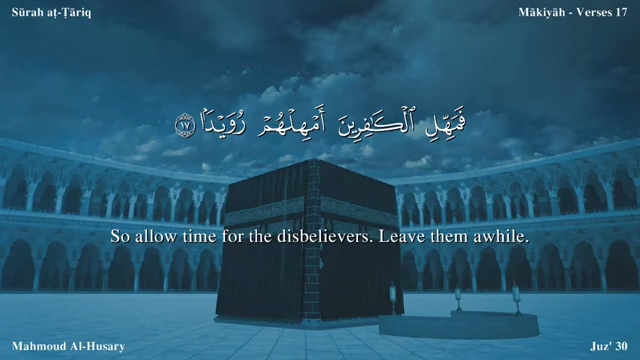 Sūrah aṭ-Ṭāriq
Mākiyāh - Verses 17
فَمَهِّلِ ٱلْكَـٰفِرِينَ أَمْهِلْهُمْ رُوَيْدًۢا ١٧
So allow time for the disbelievers. Leave them awhile.
Mahmoud Al-Husary
Juz' 30